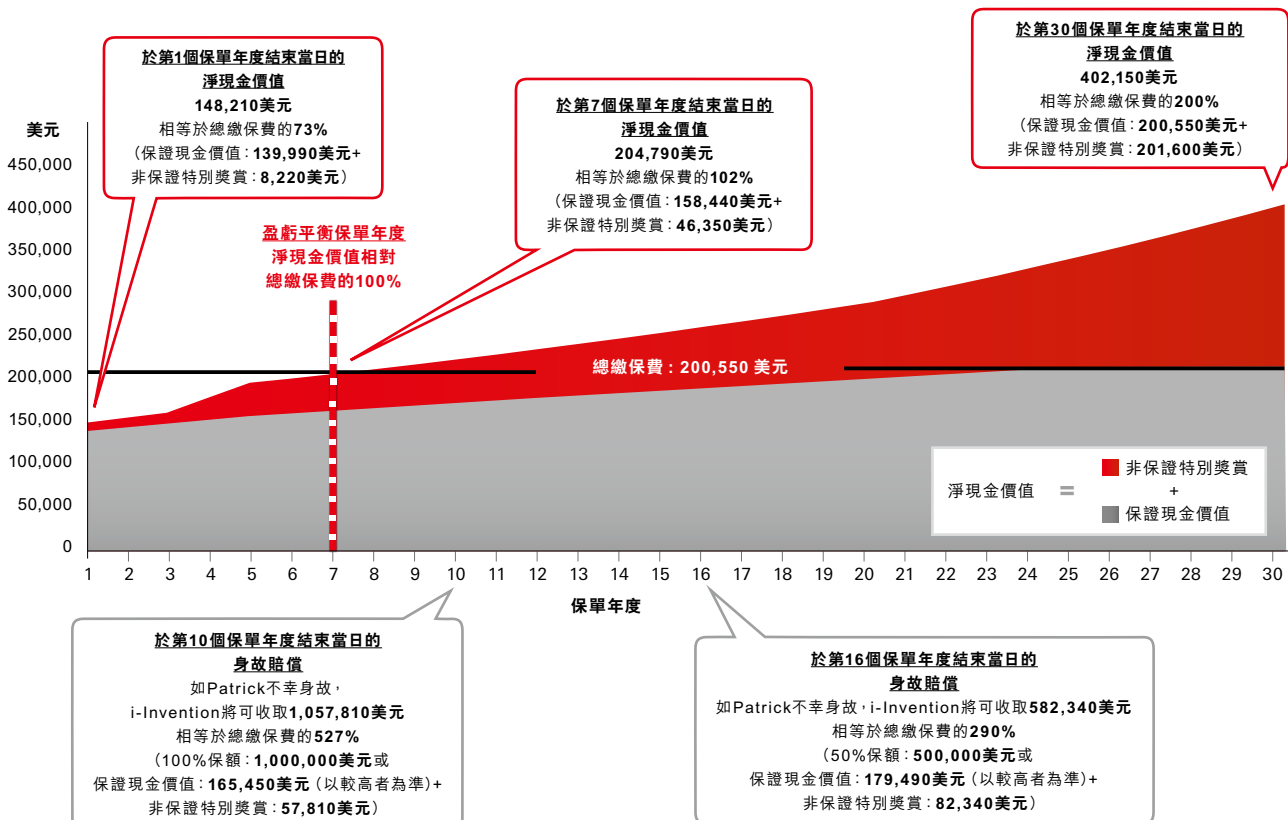 於第1個保單年度結束當日的
淨現金價值
148,210美元
相等於總繳保費的73%
（保證現金價值：139,990美元+
非保證特別獎賞：8,220美元）
於第7個保單年度結束當日的
淨現金價值
204,790美元
相等於總繳保費的102%
（保證現金價值：158,440美元+
非保證特別獎賞：46,350美元）
於第30個保單年度結束當日的
淨現金價值
402,150美元
相等於總繳保費的200%
（保證現金價值：200,550美元+
非保證特別獎賞：201,600美元）
美元
450,000
400,000
350,000
300,000
250,000
200,000
150,000
100,000
50,000
0
盈虧平衡保單年度
淨現金價值相對
總繳保費的100%
總繳保費：200,550 美元
淨現金價值 =
非保證特別獎賞
+
保證現金價值
1 2 3 4 5 6 7 8 9 10 11 12 13 14 15 16 17 18 19 20 21 22 23 24 25 26 27 28 29 30
保單年度
於第10個保單年度結束當日的
身故賠償
如Patrick不幸身故，
i-Invention將可收取1,057,810美元
相等於總繳保費的527%
（100%保額：1,000,000美元或
保證現金價值：165,450美元（以較高者為準）+
非保證特別獎賞：57,810美元）
於第16個保單年度結束當日的
身故賠償
如Patrick不幸身故，i-Invention將可收取582,340美元
相等於總繳保費的290%
（50%保額：500,000美元或
保證現金價值：179,490美元（以較高者為準）+
非保證特別獎賞：82,340美元）